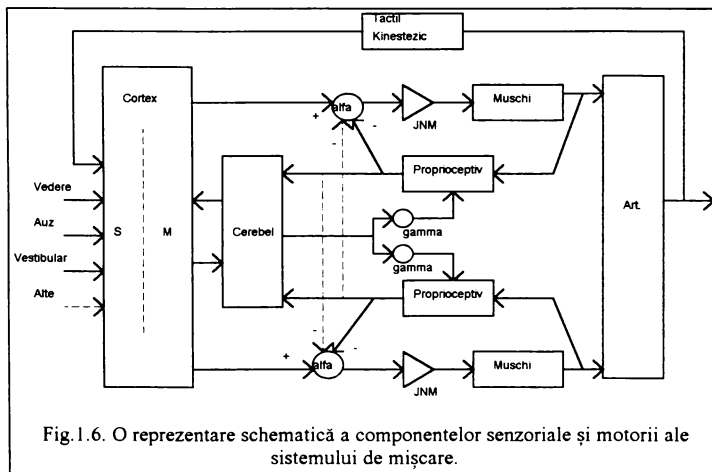 Tactil
Kinestezic
Cortex
alfa
+
-
JNM
Muschi
-
Vedere
Auz
Vestibular
Alte
S
M
Cerebel
Proprioceptiv
gamma
gamma
Proprioceptiv
Art.
-
-
+
alfa
JNM
Muschi
Fig.1.6. O reprezentare schematică a componentelor senzoriale și motorii ale
sistemului de mișcare.